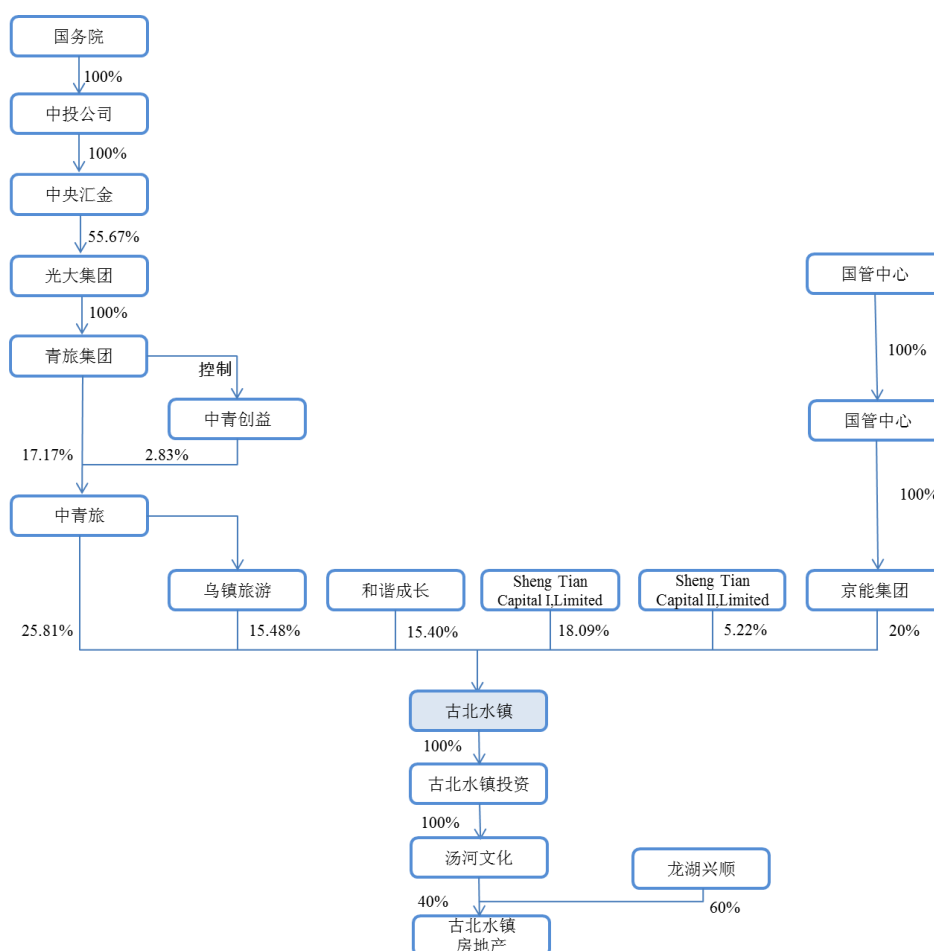 国务院
100%
中投公司
100%
中央汇金
55.67%
光大集团
国管中心
100%
青旅集团
控制
100%
中青创益
国管中心
17.17%
2.83%
100%
中青旅
乌镇旅游
和谐成长
Sheng Tian
Capital I,Limited
Sheng Tian
Capital II,Limited
京能集团
25.81%
15.48%
15.40%
18.09%
5.22%
20%
古北水镇
100%
古北水镇投资
100%
汤河文化
龙湖兴顺
40%
60%
古北水镇
房地产